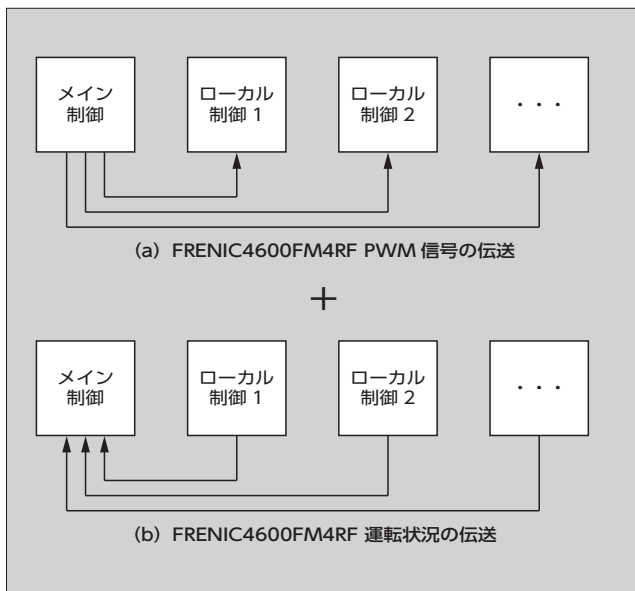 メイン
制御
ローカル
制御 1
ローカル
制御 2
・・・
(a) FRENIC4600FM4RF PWM 信号の伝送
+
メイン
制御
ローカル
制御 1
ローカル
制御 2
・・・
(b) FRENIC4600FM4RF 運転状況の伝送